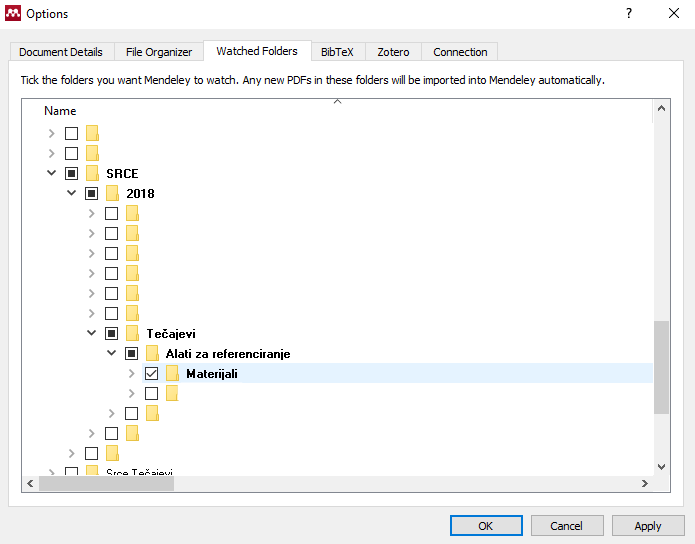 Options
Document Details File Organizer Watched Folders BibTeX Zotero Connection
Tick the folders you want Mendeley to watch. Any new PDFs in these folders will be imported into Mendeley automatically.
Name
SRCE
2018
Tečajevi
Alati za referenciranje
Materijali
Srce Tečajevi
OK Cancel Apply